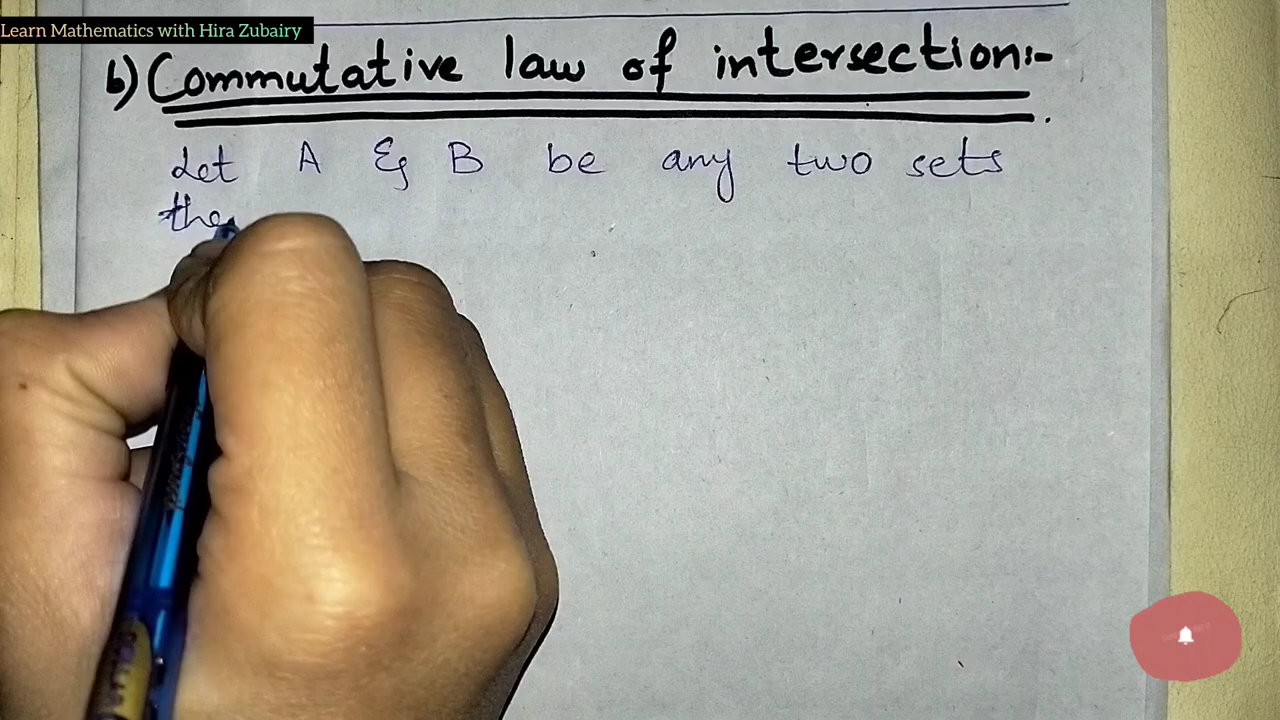 Learn Mathematics with Hira Zubairy
b) Commutative law of intersection:-
Let A & B be any two sets
the